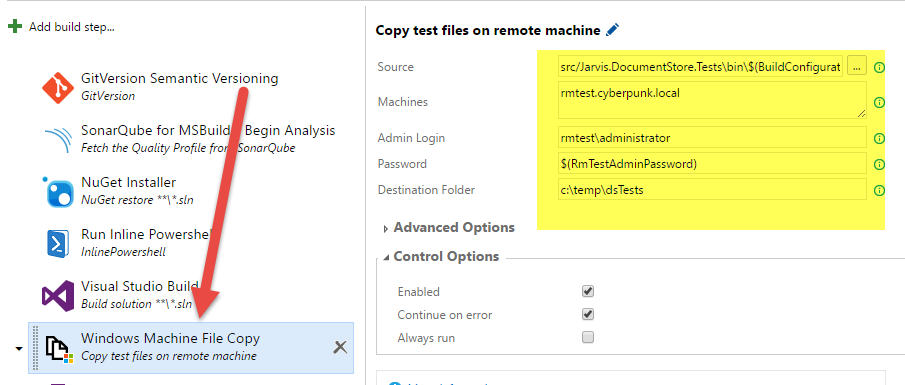 Add build step...
GitVersion Semantic Versioning
GitVersion
SonarQube for MSBuild Begin Analysis
Fetch the Quality Profile from SonarQube
NuGet Installer
NuGet restore **\*.sln
Run Inline Powershell
InlinePowershell
Visual Studio Build
Build solution **\*.sln
Windows Machine File Copy
Copy test files on remote machine
Copy test files on remote machine
Source
src/Jarvis.DocumentStore.Tests\bin\$(BuildConfigurat
...
Machines
rmtest.cyberpunk.local
Admin Login
rmtest\administrator
Password
$(RmTestAdminPassword)
Destination Folder
c:\temp\dsTests
Advanced Options
Control Options
Enabled
Continue on error
Always run